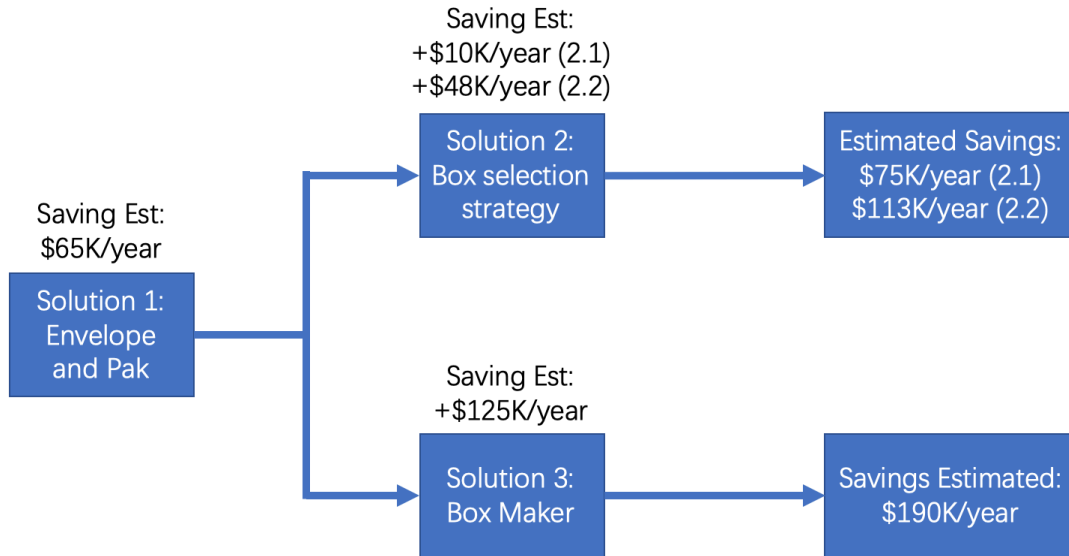 Saving Est:
+$10K/year (2.1)
+$48K/year (2.2)
Solution 2:
Box selection
strategy
Estimated Savings:
$75K/year (2.1)
$113K/year (2.2)
Saving Est:
$65K/year
Solution 1:
Envelope
and Pak
Saving Est:
+$125K/year
Solution 3:
Box Maker
Savings Estimated:
$190K/year